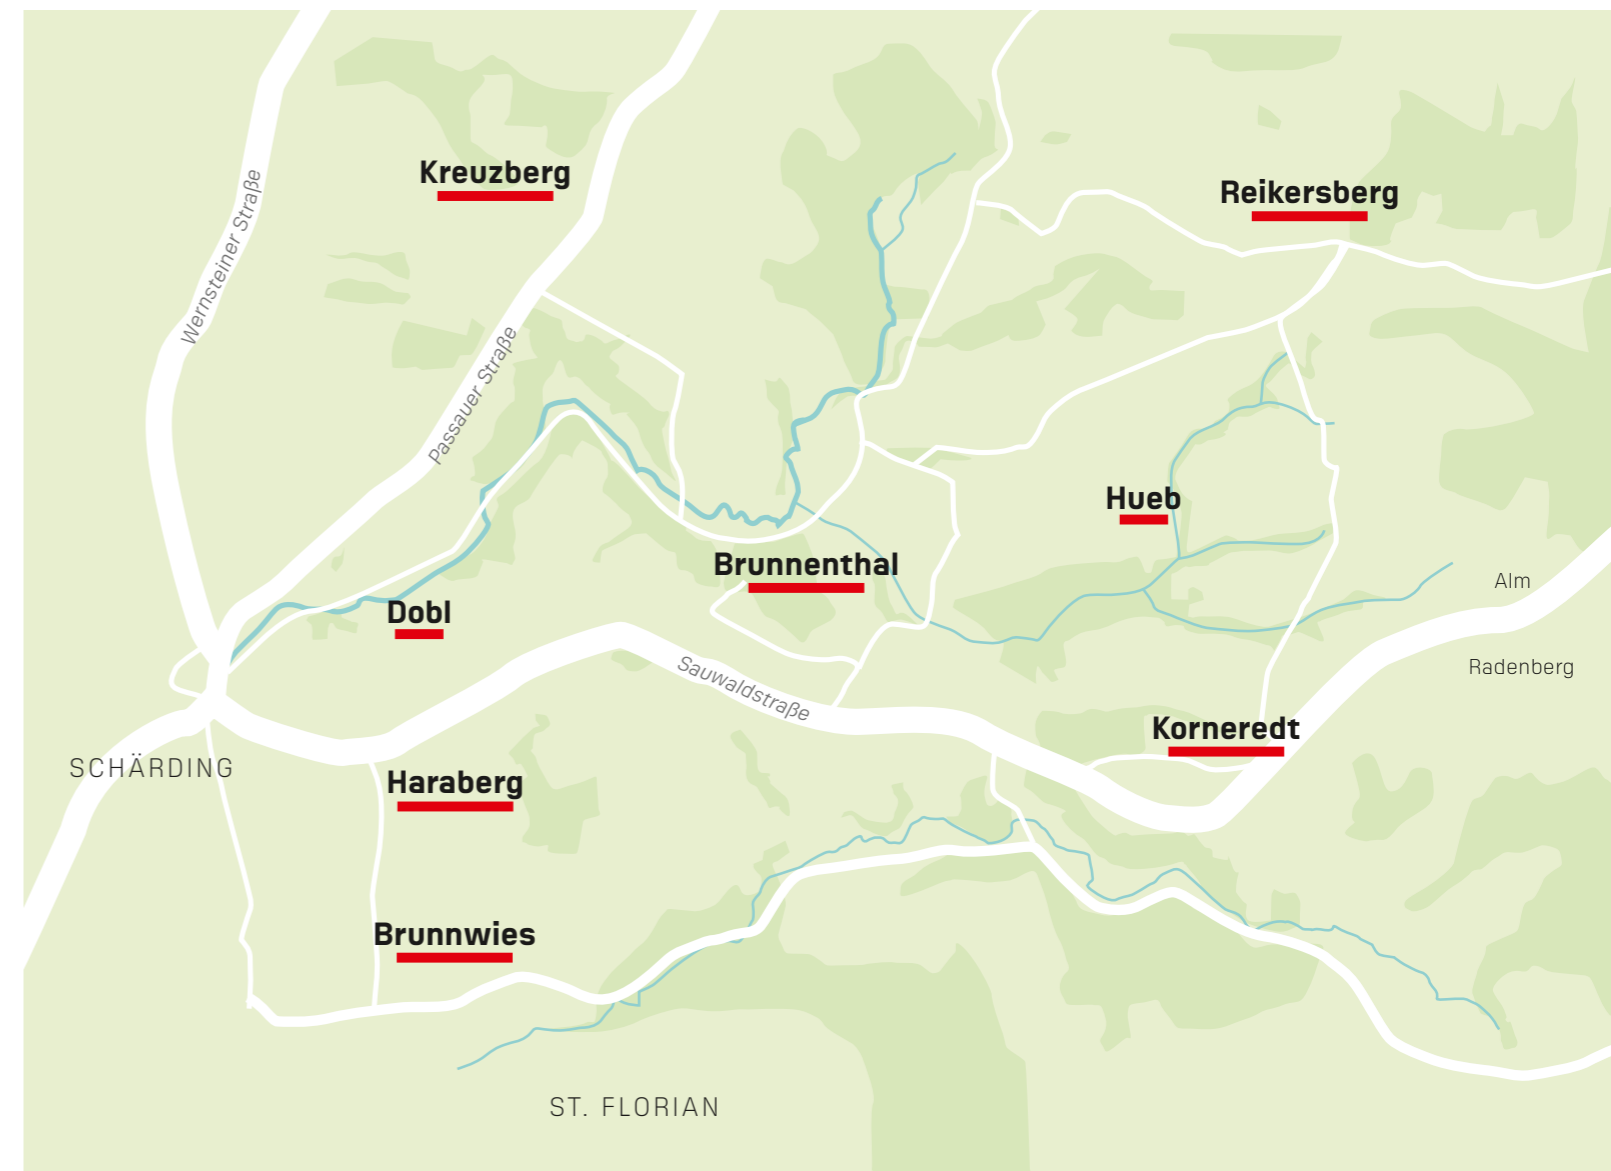 Kreuzberg
Reikersberg
Wernsteiner Straße
Passauer Straße
Hueb
Brunnenthal
Alm
Dobl
Radenberg
Sauwaldstraße
Korneredt
SCHÄRDING
Haraberg
Brunnwies
ST. FLORIAN